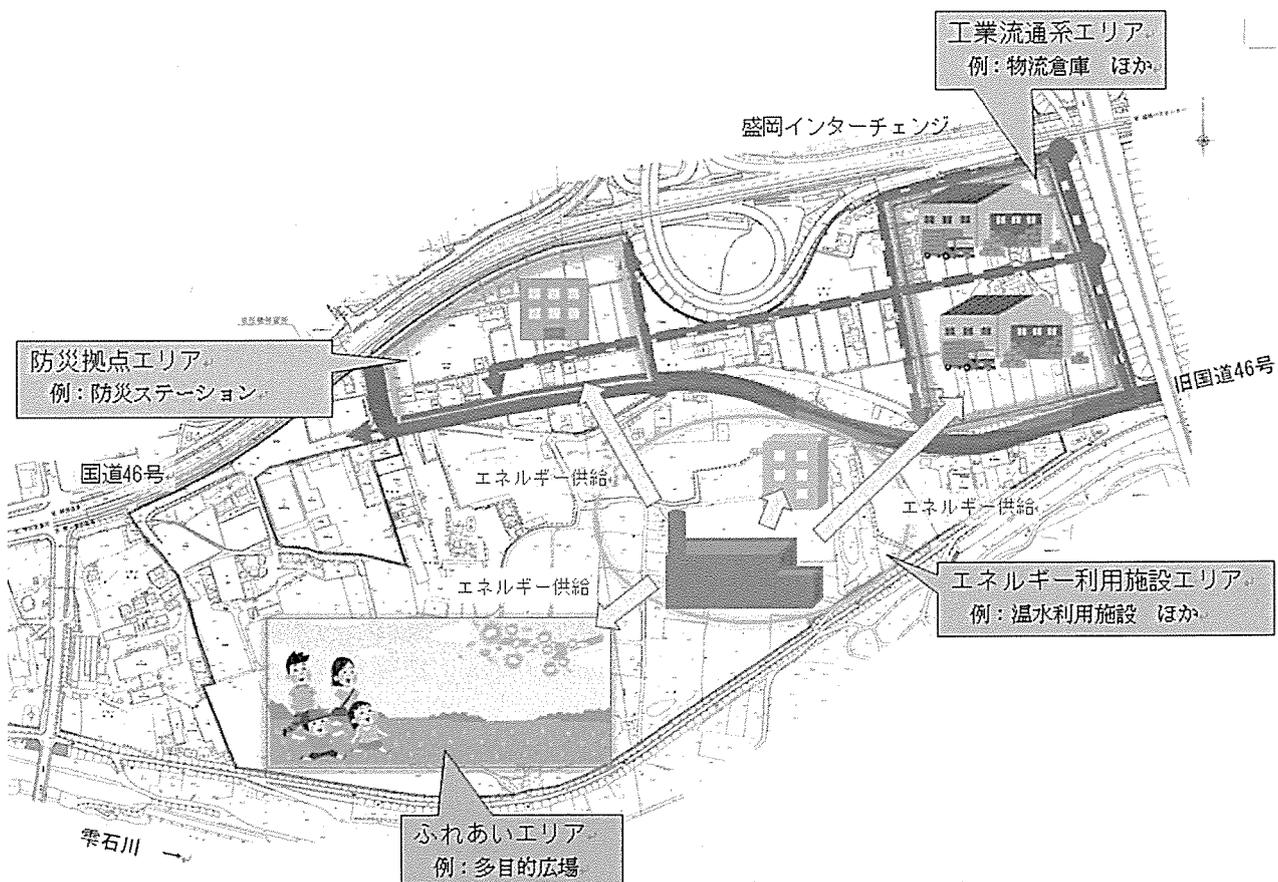 工業流通系エリア
例：物流倉庫　ほか
盛岡インターチェンジ
防災拠点エリア
例：防災ステーション
旧国道46号
国道46号
エネルギー供給
エネルギー供給
エネルギー供給
エネルギー利用施設エリア
例：温水利用施設　ほか
ふれあいエリア
例：多目的広場
雫石川　→